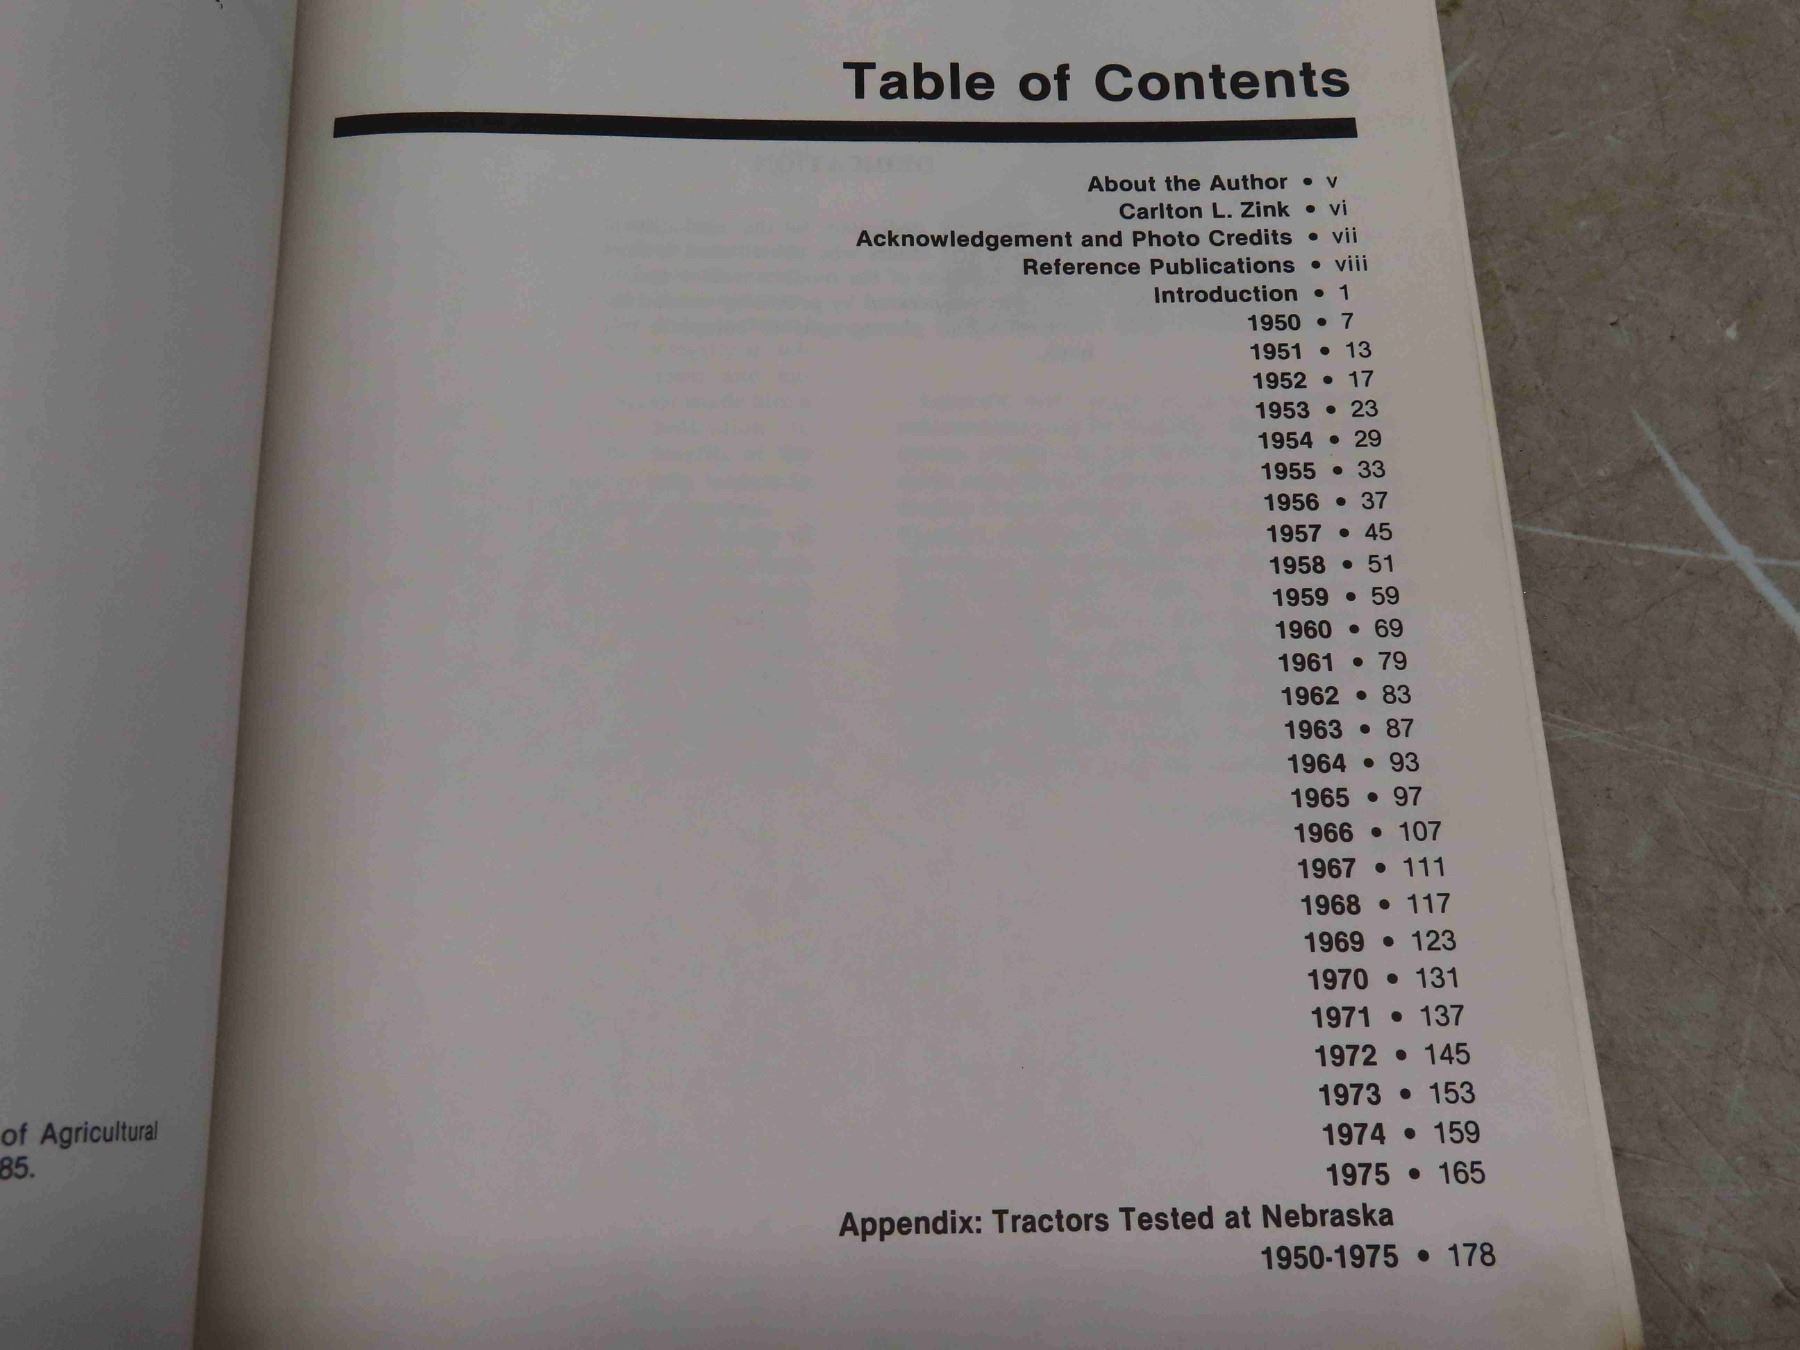 Table of Contents
About the Author • v
Carlton L. Zink • vi
Acknowledgement and Photo Credits • vii
Reference Publications • viii
Introduction • 1
1950 • 7
1951 • 13
1952 • 17
1953 • 23
1954 • 29
1955 • 33
1956 • 37
1957 • 45
1958 • 51
1959 • 59
1960 • 69
1961 • 79
1962 • 83
1963 • 87
1964 • 93
1965 • 97
1966 • 107
1967 • 111
1968 • 117
1969 • 123
1970 • 131
1971 • 137
1972 • 145
1973 • 153
1974 • 159
1975 • 165
Appendix: Tractors Tested at Nebraska
1950-1975 • 178
of Agricultural
85.